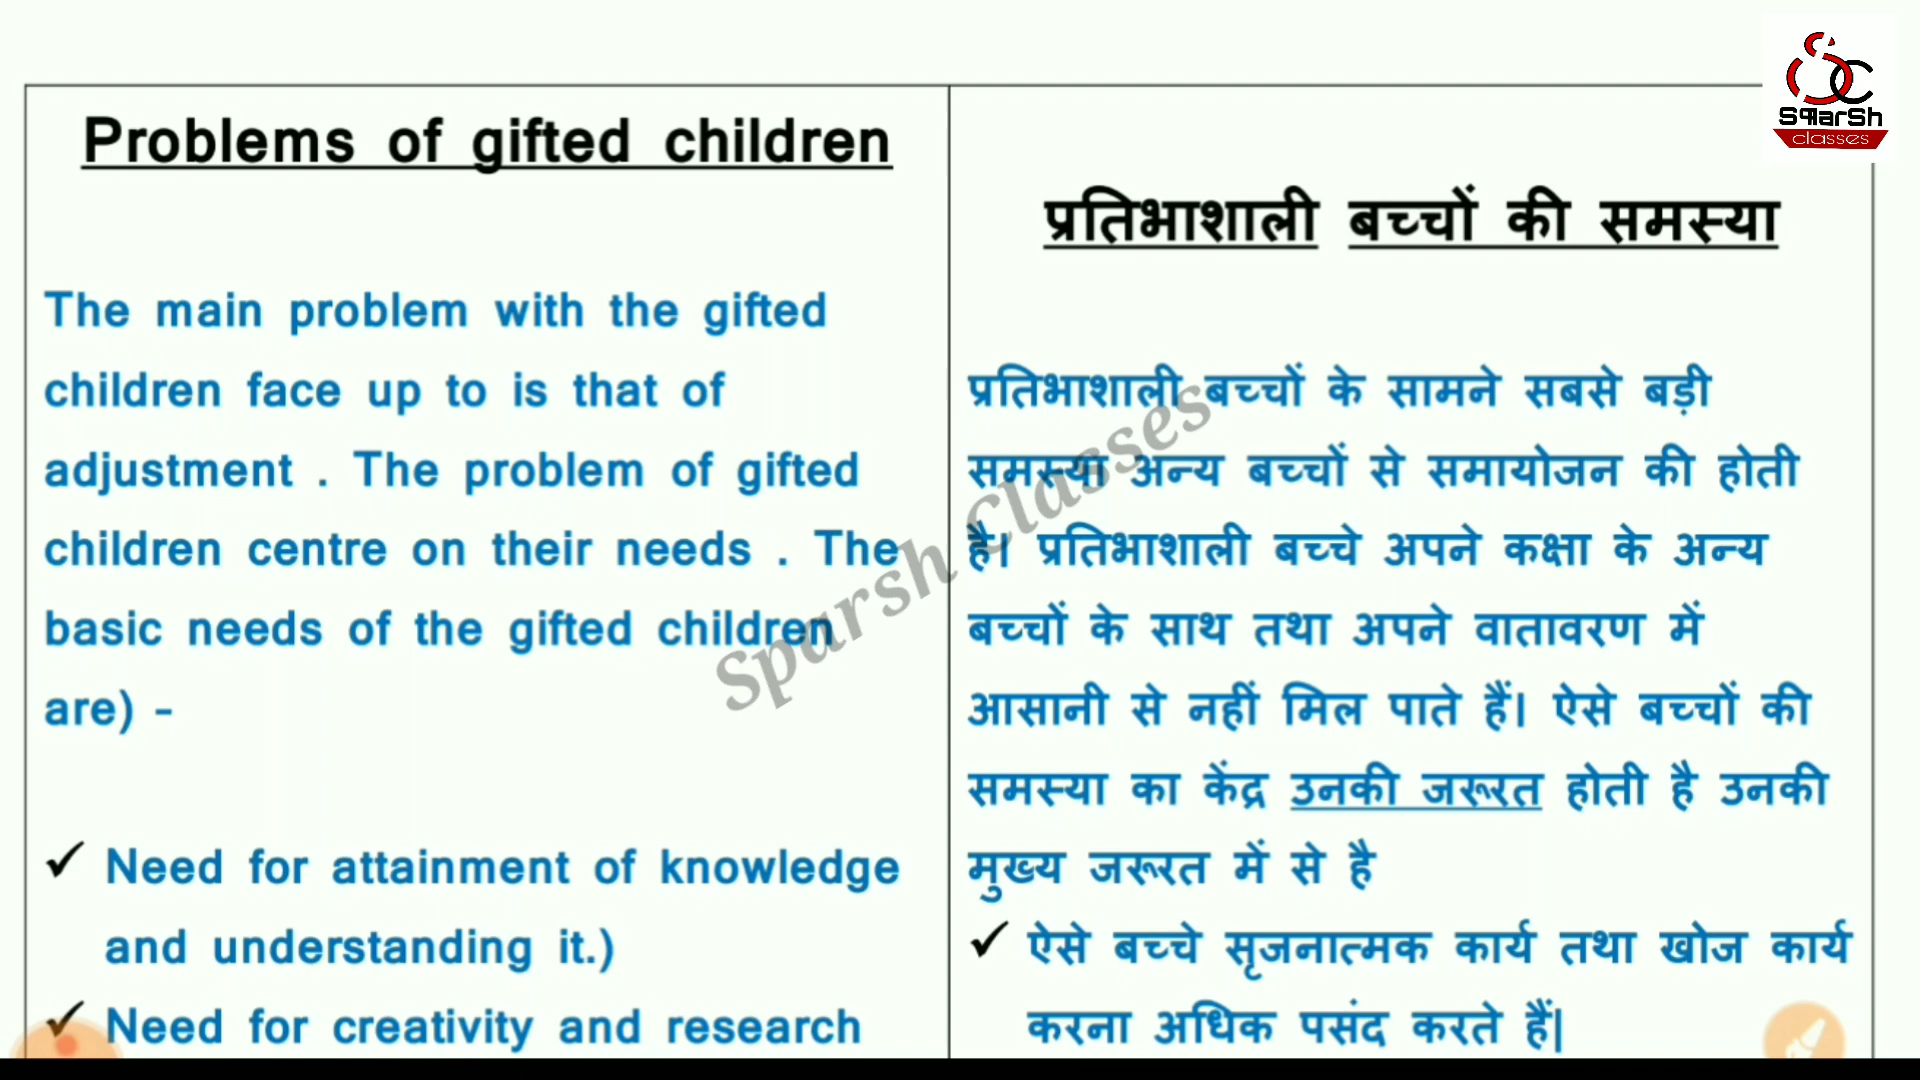 Problems of gifted children
The main problem with the gifted
children face up to is that of
adjustment . The problem of gifted
children centre on their needs . The
basic needs of the gifted children
are) –
✓ Need for attainment of knowledge
and understanding it.)
✓ Need for creativity and research
प्रतिभाशाली बच्चों की समस्या
प्रतिभाशाली बच्चों के सामने सबसे बड़ी
समस्या अन्य बच्चों से समायोजन की होती
है। प्रतिभाशाली बच्चे अपने कक्षा के अन्य
बच्चों के साथ तथा अपने वातावरण में
आसानी से नहीं मिल पाते हैं। ऐसे बच्चों की
समस्या का केंद्र उनकी जरूरत होती है उनकी
मुख्य जरूरत में से है
✓ ऐसे बच्चे सृजनात्मक कार्य तथा खोज कार्य
करना अधिक पसंद करते हैं|
Sparsh Classes
SC
Sपarsh
classes